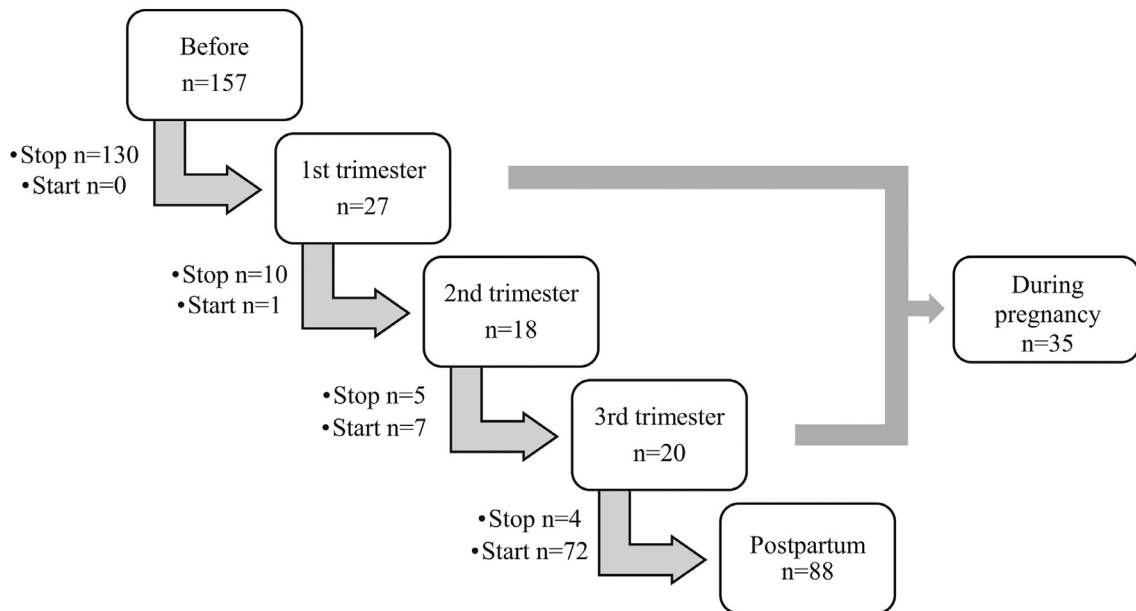 Before
n=157
•Stop n=130
•Start n=0
1st trimester
n=27
•Stop n=10
•Start n=1
2nd trimester
n=18
During
pregnancy
n=35
•Stop n=5
•Start n=7
3rd trimester
n=20
•Stop n=4
•Start n=72
Postpartum
n=88